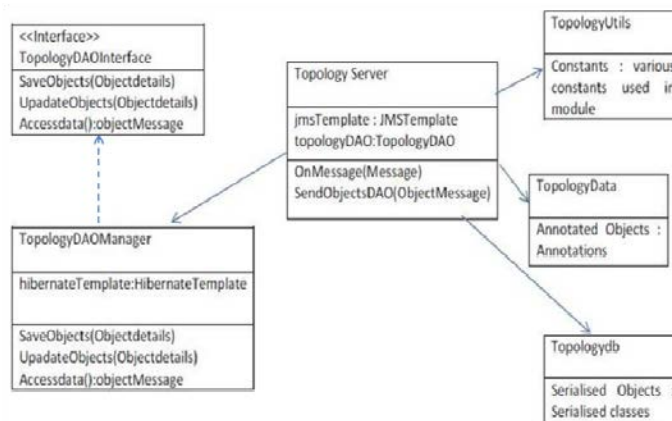 <<Interface>>
TopologyDAOInterface
SaveObjects(Objectdetails)
UpadateObjects(Objectdetails)
Accessdata():objectMessage
TopologyDAOManager
hibernateTemplate:HibernateTemplate
SaveObjects(Objectdetails)
UpadateObjects(Objectdetails)
Accessdata():objectMessage
Topology Server
jmsTemplate : JMSTemplate
topologyDAO:TopologyDAO
OnMessage(Message)
SendObjectsDAO(ObjectMessage)
TopologyUtils
Constants : various
constants used in
module
TopologyData
Annotated Objects :
Annotations
Topologydb
Serialised Objects :
Serialised classes